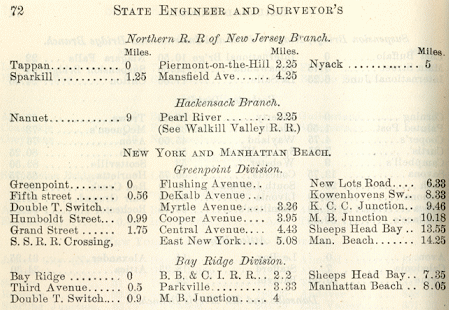 72 STATE ENGINEER AND SURVEYOR'S
Northern R. R of New Jersey Branch.
Miles. Miles. Miles.
Tappan.......... 0 Piermont-on-the-Hill 2.25 Nyack ............ 5
Sparkill .......... 1.25 Mansfield Ave...... 4.25
Hackensack Branch.
Nanuet.......... 9 Pearl River ....... 2.25
(See Walkill Valley R. R.)
NEW YORK AND MANHATTAN BEACH.
Greenpoint Division.
Greenpoint........ 0 Flushing Avenue.. New Lots Road.... 6.33
Fifth street ....... 0.56 DeKalb Avenue .... Kowenhovens Sw.. 8.33
Double T. Switch.. Myrtle Avenue .... 3.26 K. C. C. Junction.. 9.46
Humboldt Street... 0.99 Cooper Avenue.... 3.95 M. B. Junction .... 10.18
Grand Street ...... 1.75 Central Avenue.... 4.43 Sheeps Head Bay .. 13.55
S. S. R. R. Crossing, East New York..... 5.08 Man. Beach....... 14.25
Bay Ridge Division.
Bay Ridge ........ 0 B. B. & C. I. R. R... 2.2 Sheeps Head Bay.. 7.35
Third Avenue...... 0.5 Parkville .......... 3.33 Manhattan Beach .. 8.05
Double T. Switch... 0.9 M. B. Junction..... 4